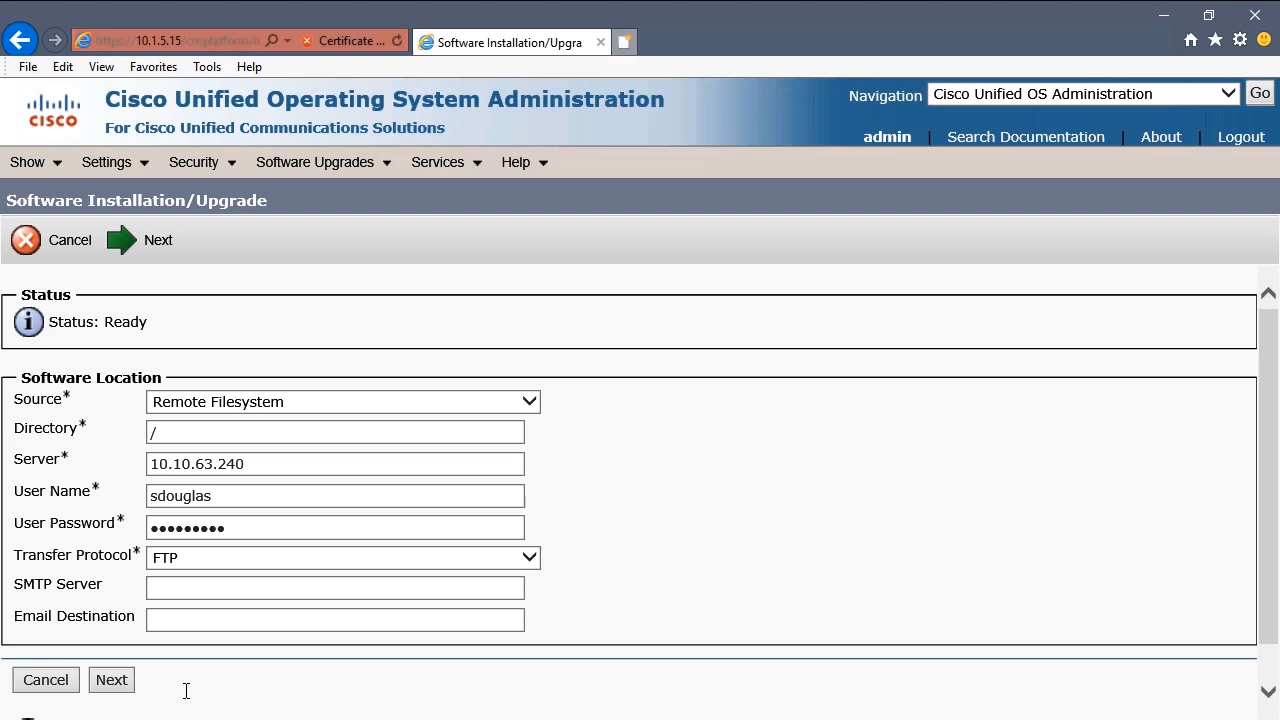 https://10.1.5.15/cmplatform/i
Certificate ...
Software Installation/Upgra
File Edit View Favorites Tools Help
CISCO
Cisco Unified Operating System Administration
For Cisco Unified Communications Solutions
Navigation Cisco Unified OS Administration Go
admin | Search Documentation | About | Logout
Show Settings Security Software Upgrades Services Help
Software Installation/Upgrade
Cancel Next
Status
Status: Ready
Software Location
Source* Remote Filesystem
Directory* /
Server* 10.10.63.240
User Name* sdouglas
User Password* •••••••••
Transfer Protocol* FTP
SMTP Server
Email Destination
Cancel Next